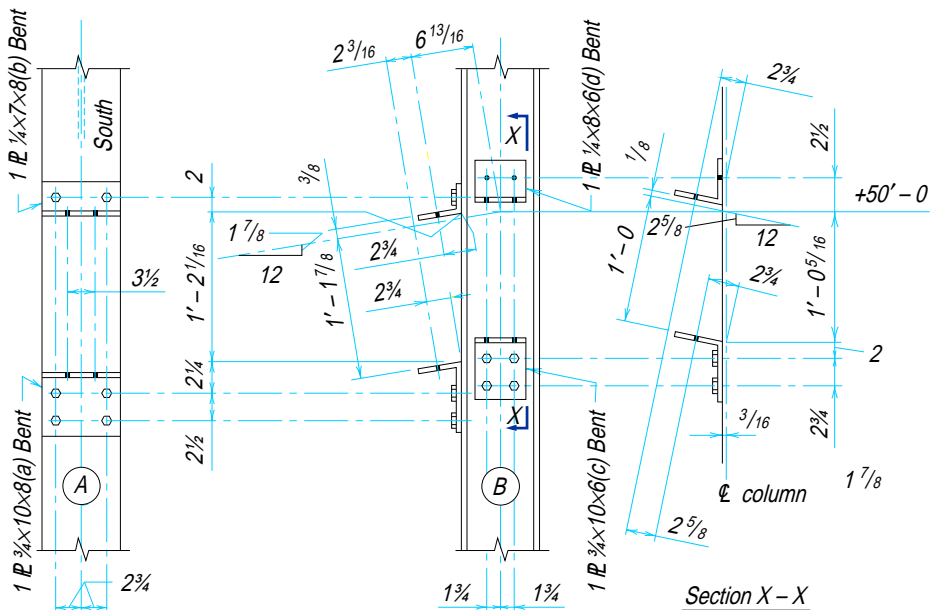 1 ⅊ ¼×7×8(b) Bent
South
2 3/16
6 13/16
X
1 ⅊ ¼×8×6(d) Bent
2¾
2½
1/8
+50′ – 0
2
3/8
1 7/8
12
2¾
2 5/8
12
1′ – 0
1′ – 0 5/16
3½
1′ – 2 1/16
1′ – 1 7/8
2¾
2¾
2
2¼
2½
X
3/16
2¾
1 ⅊ ¾×10×8(a) Bent
A
B
1 ⅊ ¾×10×6(c) Bent
℄ column
1 7/8
2 5/8
2¾
1¾
1¾
Section X – X